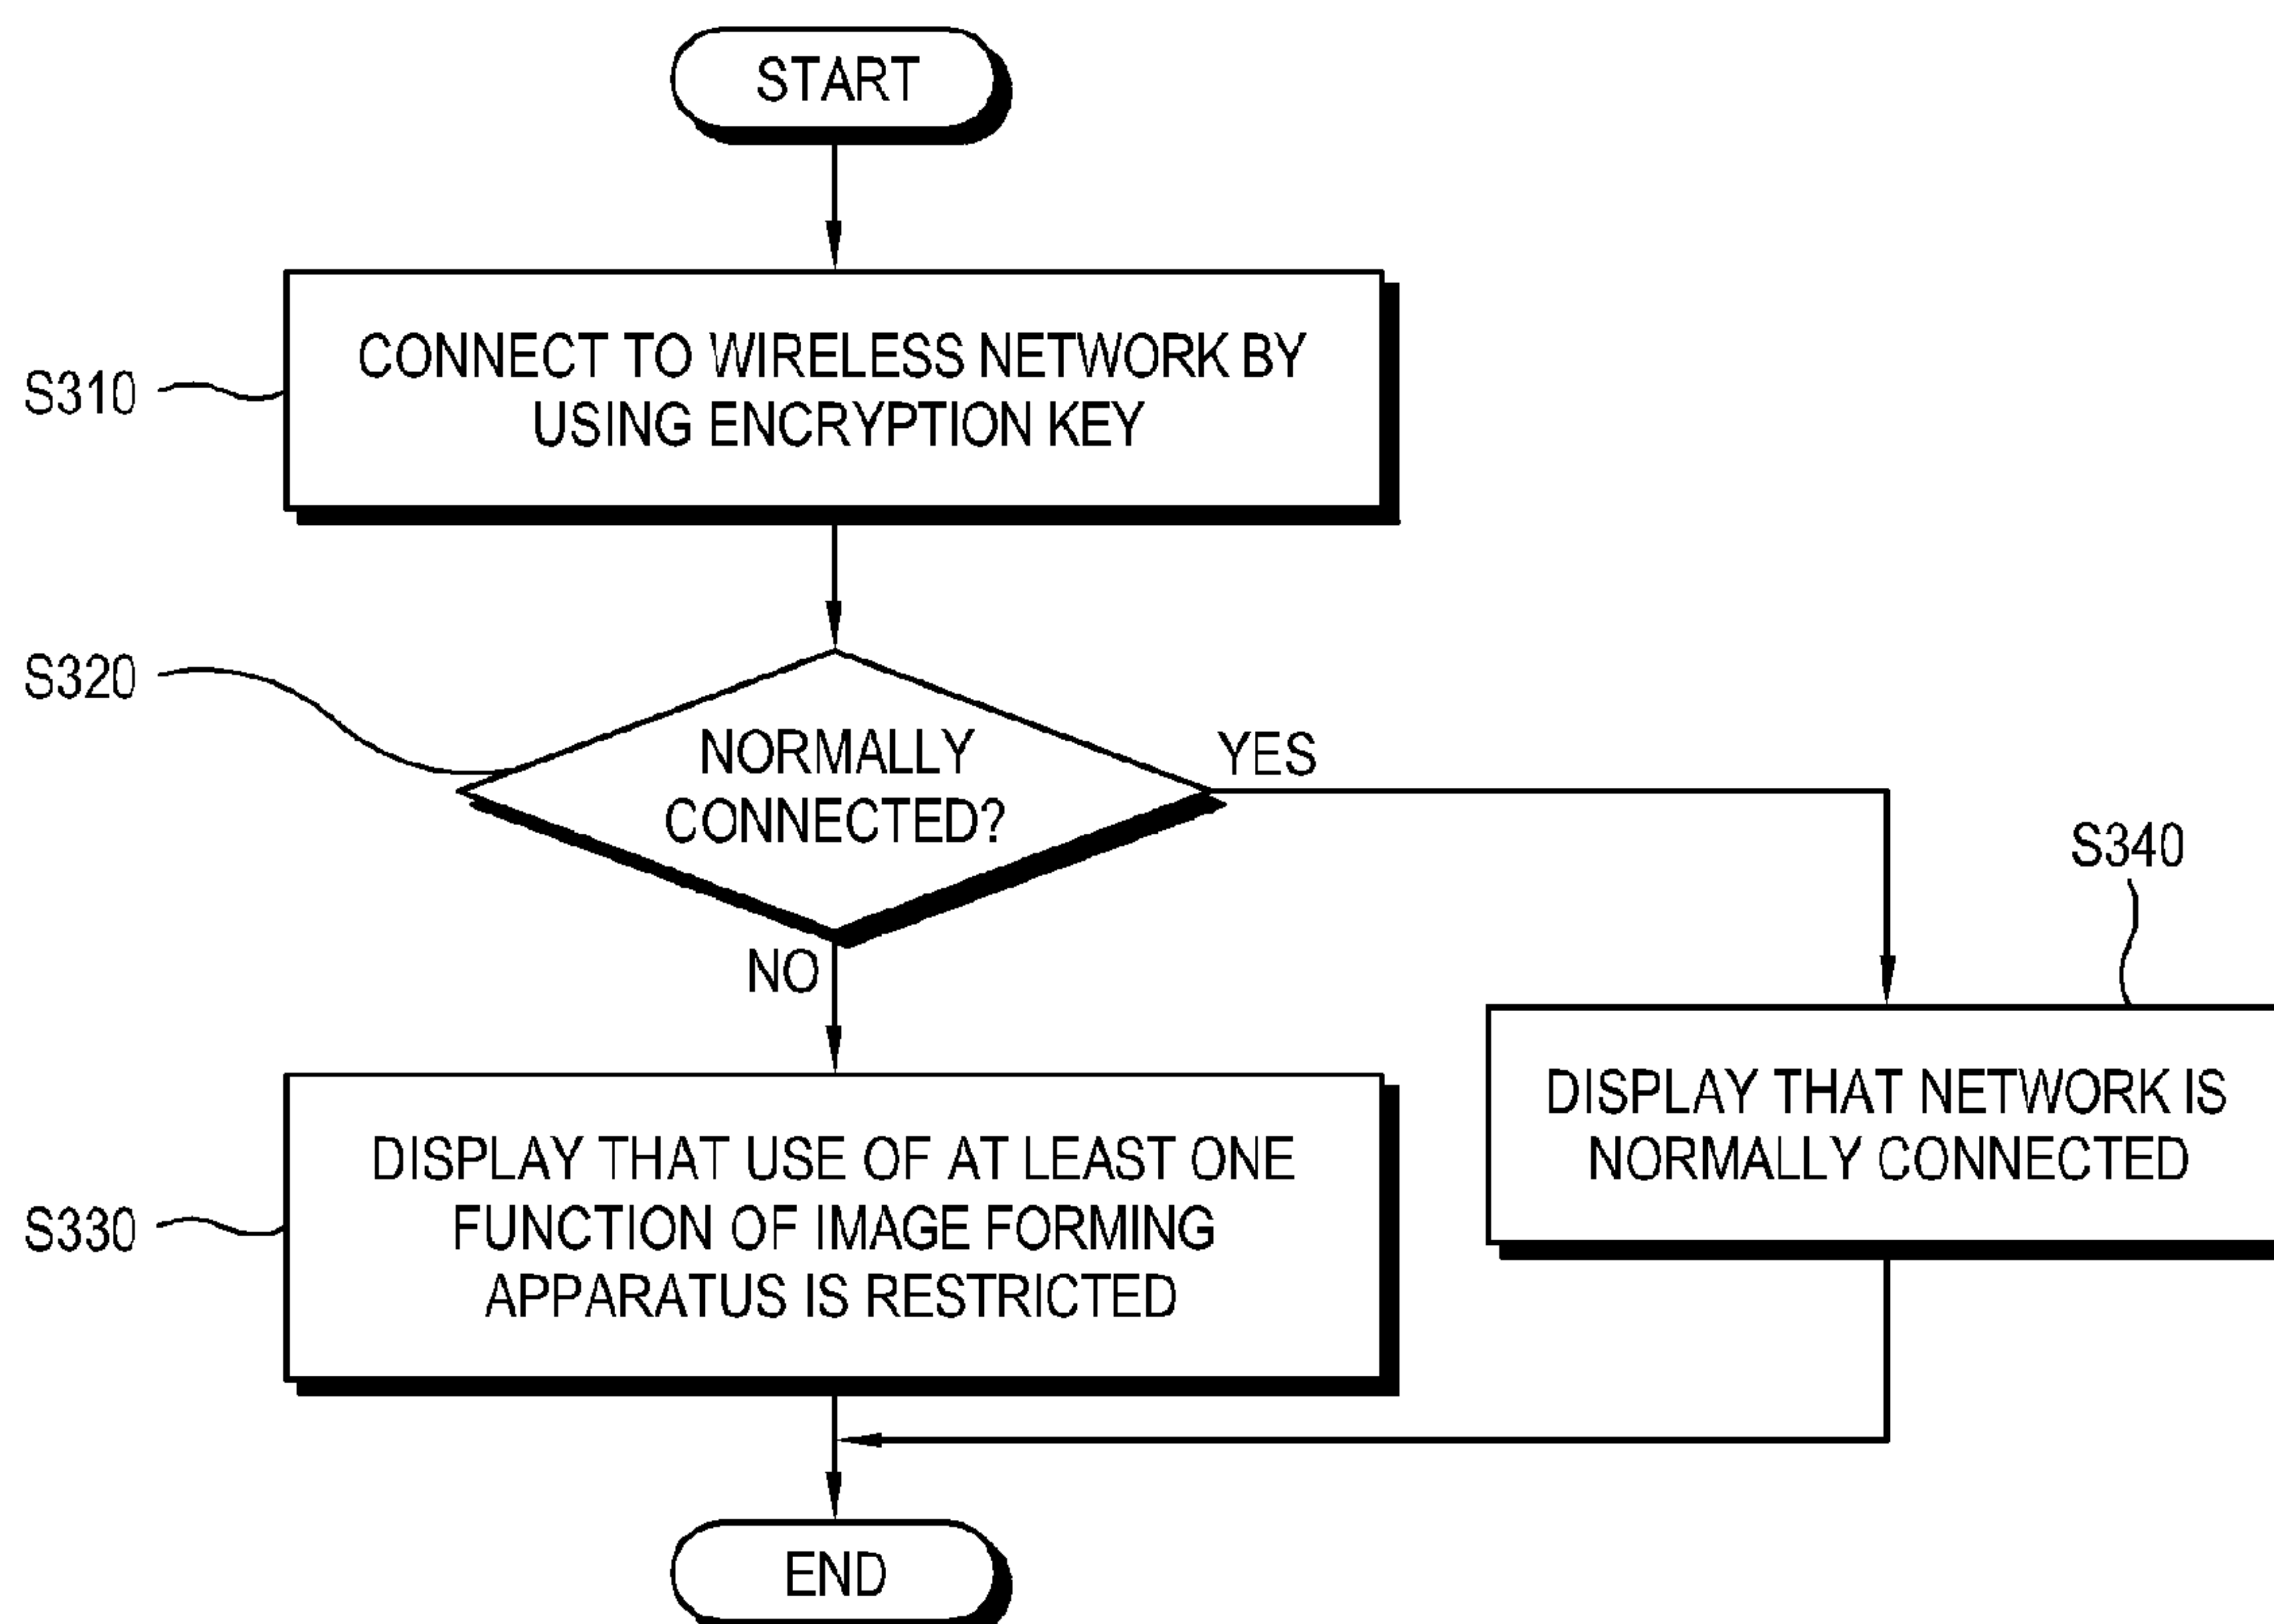 START
S310
CONNECT TO WIRELESS NETWORK BY
USING ENCRYPTION KEY
S320
NORMALLY
CONNECTED?
YES
NO
S340
DISPLAY THAT NETWORK IS
NORMALLY CONNECTED
S330
DISPLAY THAT USE OF AT LEAST ONE
FUNCTION OF IMAGE FORMING
APPARATUS IS RESTRICTED
END